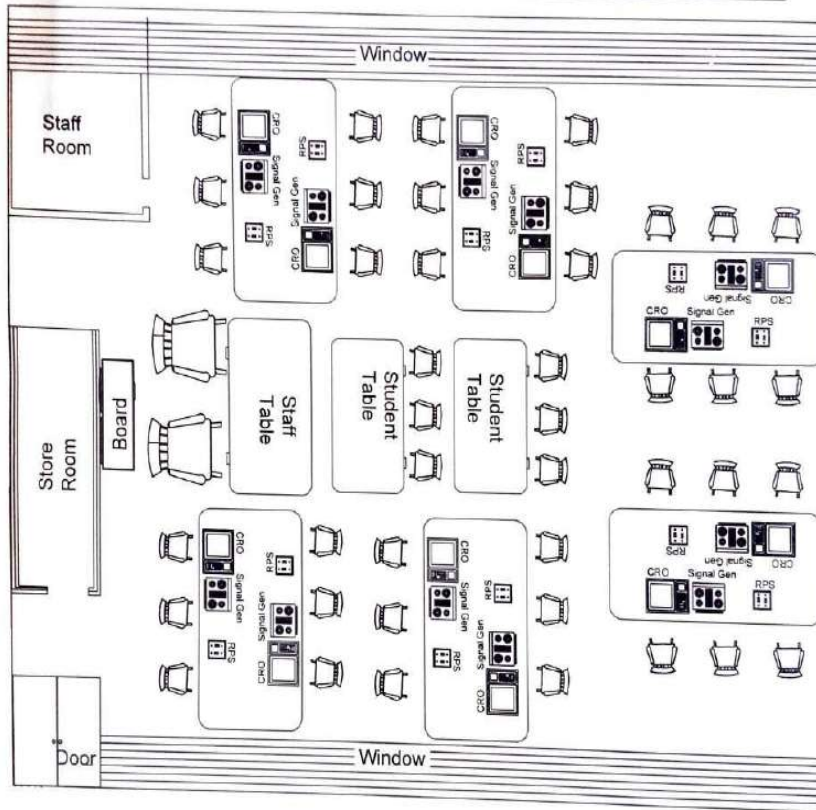 Window
Staff
Room
CRO
Signal Gen
RPS
RPS
Signal Gen
CRO
CRO
Signal Gen
RPS
RPS
Signal Gen
CRO
RPS
Signal Gen
CRO
CRO
Signal Gen
RPS
Store
Room
Board
Staff
Table
Student
Table
Student
Table
CRO
Signal Gen
RPS
RPS
Signal Gen
CRO
CRO
Signal Gen
RPS
RPS
Signal Gen
CRO
RPS
Signal Gen
CRO
CRO
Signal Gen
RPS
Door
Window